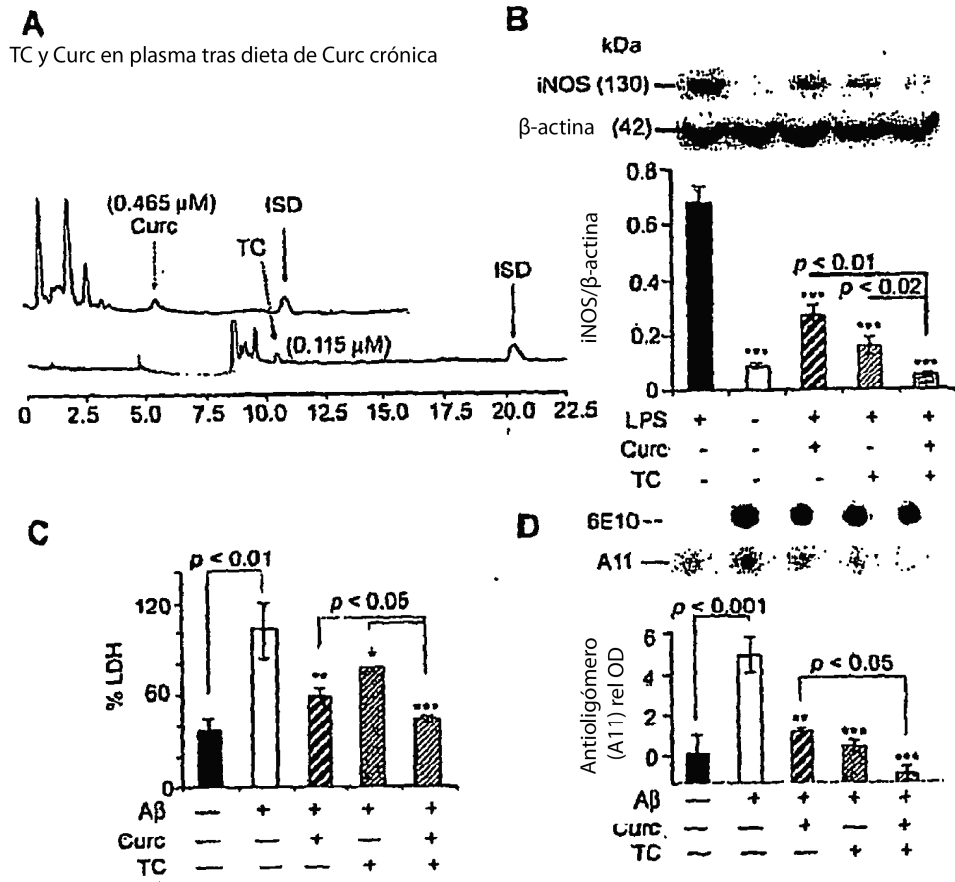 A
TC y Curc en plasma tras dieta de Curc crónica
(0.465 µM)
Curc
ISD
TC
ISD
(0.115 µM)
0 2.5 5.0 7.5 10.0 12.5 15.0 17.5 20.0 22.5
B
kDa
iNOS (130)
β-actina (42)
iNOS/β-actina
0.8
0.6
0.4
0.2
0
p < 0.01
p < 0.02
*** *** *** ***
LPS + - + + +
Curc - - + - +
TC - - - + +
C
% LDH
120
60
0
p < 0.01
p < 0.05
** * ***
Aβ — + + + +
Curc — — + — +
TC — — — + +
D
6E10--
A11
Antioligómero
(A11) rel OD
6
4
2
0
p < 0.001
p < 0.05
** *** ***
Aβ — + + + +
Curc — — + — +
TC — — — + +